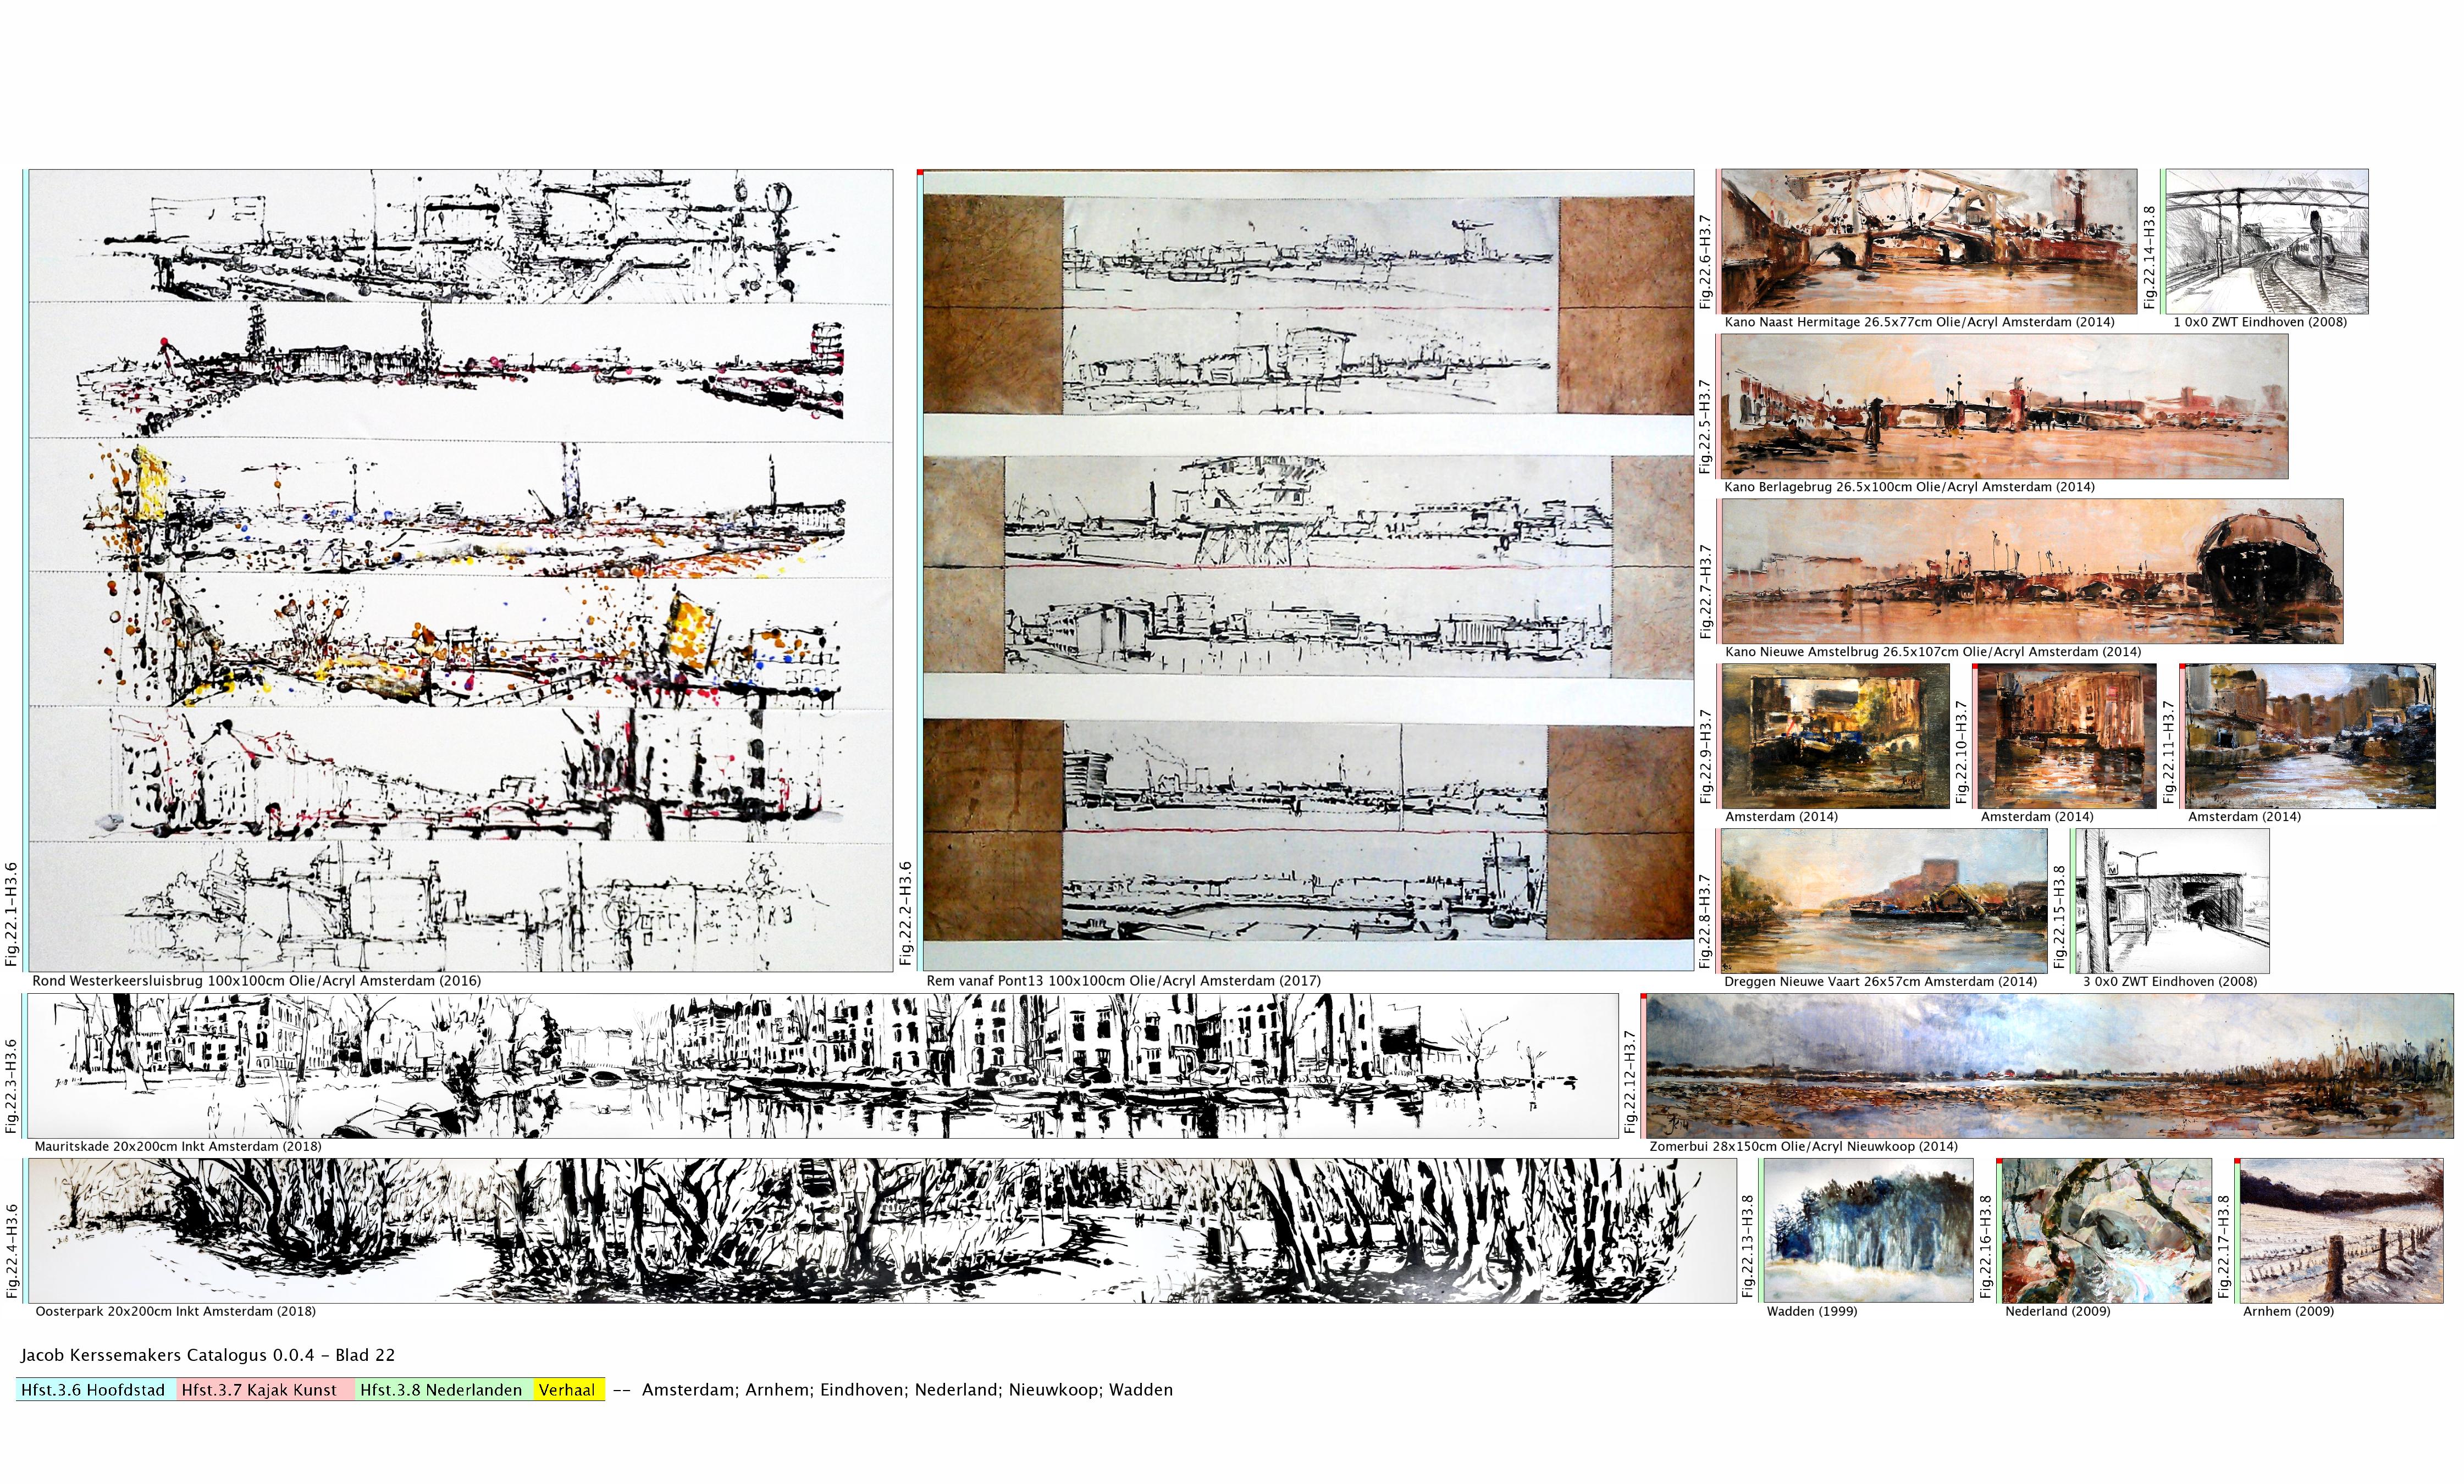 Fig.22.1-H3.6
Rond Westerkeersluisbrug 100x100cm Olie/Acryl Amsterdam (2016)
Fig.22.2-H3.6
Rem vanaf Pont13 100x100cm Olie/Acryl Amsterdam (2017)
Fig.22.6-H3.7
Kano Naast Hermitage 26.5x77cm Olie/Acryl Amsterdam (2014)
Fig.22.14-H3.8
1 0x0 ZWT Eindhoven (2008)
Fig.22.5-H3.7
Kano Berlagebrug 26.5x100cm Olie/Acryl Amsterdam (2014)
Fig.22.7-H3.7
Kano Nieuwe Amstelbrug 26.5x107cm Olie/Acryl Amsterdam (2014)
Fig.22.9-H3.7
Amsterdam (2014)
Fig.22.10-H3.7
Amsterdam (2014)
Fig.22.11-H3.7
Amsterdam (2014)
Fig.22.8-H3.7
Dreggen Nieuwe Vaart 26x57cm Amsterdam (2014)
Fig.22.15-H3.8
M
3 0x0 ZWT Eindhoven (2008)
Fig.22.3-H3.6
Mauritskade 20x200cm Inkt Amsterdam (2018)
Fig.22.12-H3.7
Zomerbui 28x150cm Olie/Acryl Nieuwkoop (2014)
Fig.22.4-H3.6
Oosterpark 20x200cm Inkt Amsterdam (2018)
Fig.22.13-H3.8
Wadden (1999)
Fig.22.16-H3.8
Nederland (2009)
Fig.22.17-H3.8
Arnhem (2009)
Jacob Kerssemakers Catalogus 0.0.4 - Blad 22
Hfst.3.6 Hoofdstad Hfst.3.7 Kajak Kunst Hfst.3.8 Nederlanden Verhaal -- Amsterdam; Arnhem; Eindhoven; Nederland; Nieuwkoop; Wadden